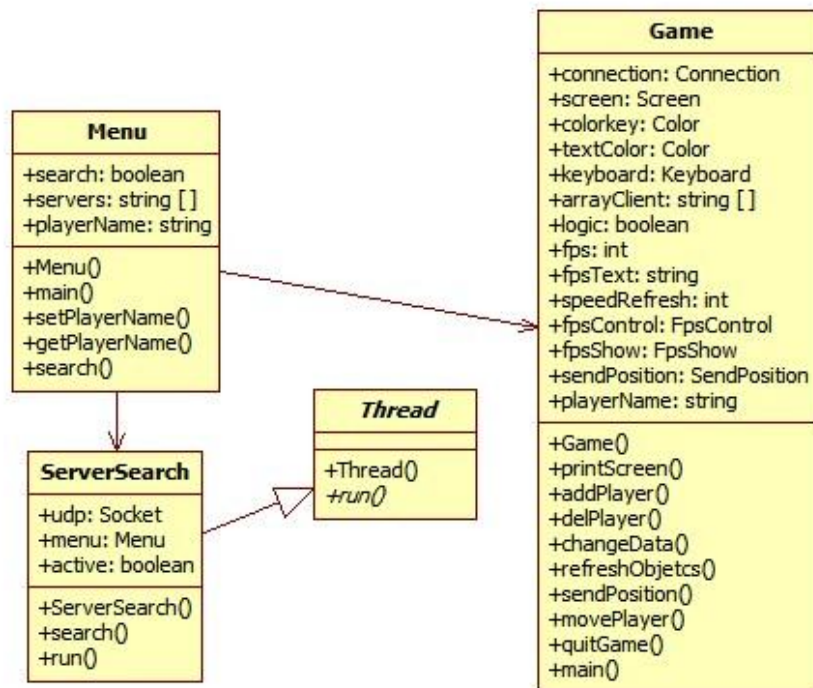 Menu
+search: boolean
+servers: string []
+playerName: string
+Menu()
+main()
+setPlayerName()
+getPlayerName()
+search()
ServerSearch
+udp: Socket
+menu: Menu
+active: boolean
+ServerSearch()
+search()
+run()
Thread
+Thread()
+run()
Game
+connection: Connection
+screen: Screen
+colorkey: Color
+textColor: Color
+keyboard: Keyboard
+arrayClient: string []
+logic: boolean
+fps: int
+fpsText: string
+speedRefresh: int
+fpsControl: FpsControl
+fpsShow: FpsShow
+sendPosition: SendPosition
+playerName: string
+Game()
+printScreen()
+addPlayer()
+delPlayer()
+changeData()
+refreshObjetcs()
+sendPosition()
+movePlayer()
+quitGame()
+main()